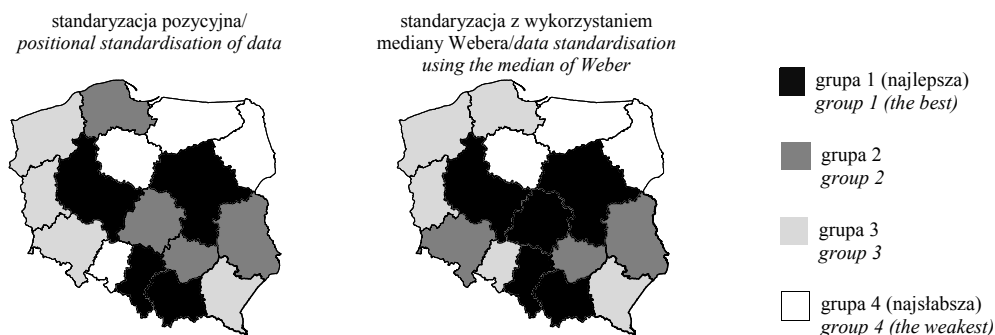 standaryzacja pozycyjna/
positional standardisation of data
standaryzacja z wykorzystaniem
mediany Webera/data standardisation
using the median of Weber
grupa 1 (najlepsza)
group 1 (the best)
grupa 2
group 2
grupa 3
group 3
grupa 4 (najsłabsza)
group 4 (the weakest)